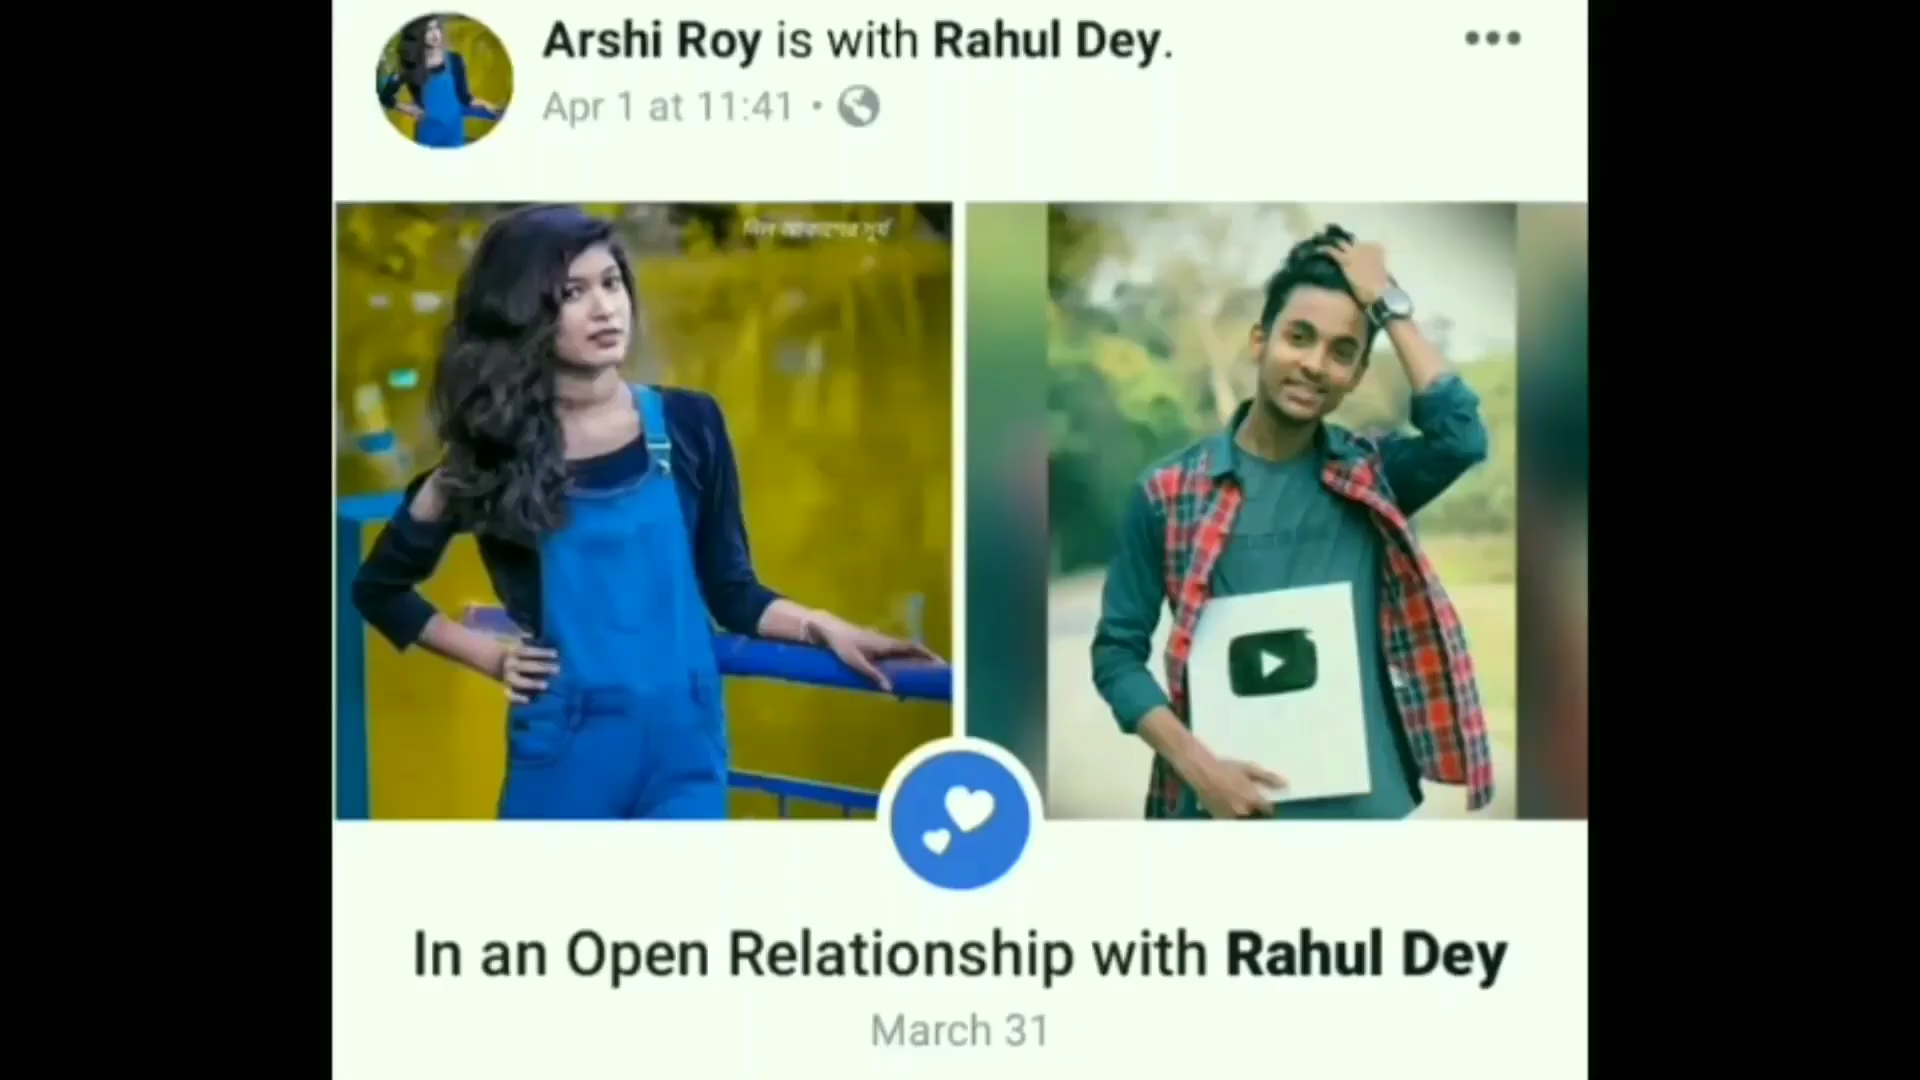 Arshi Roy is with Rahul Dey.
Apr 1 at 11:41 •
নিল আকাশের সূর্য
In an Open Relationship with Rahul Dey
March 31